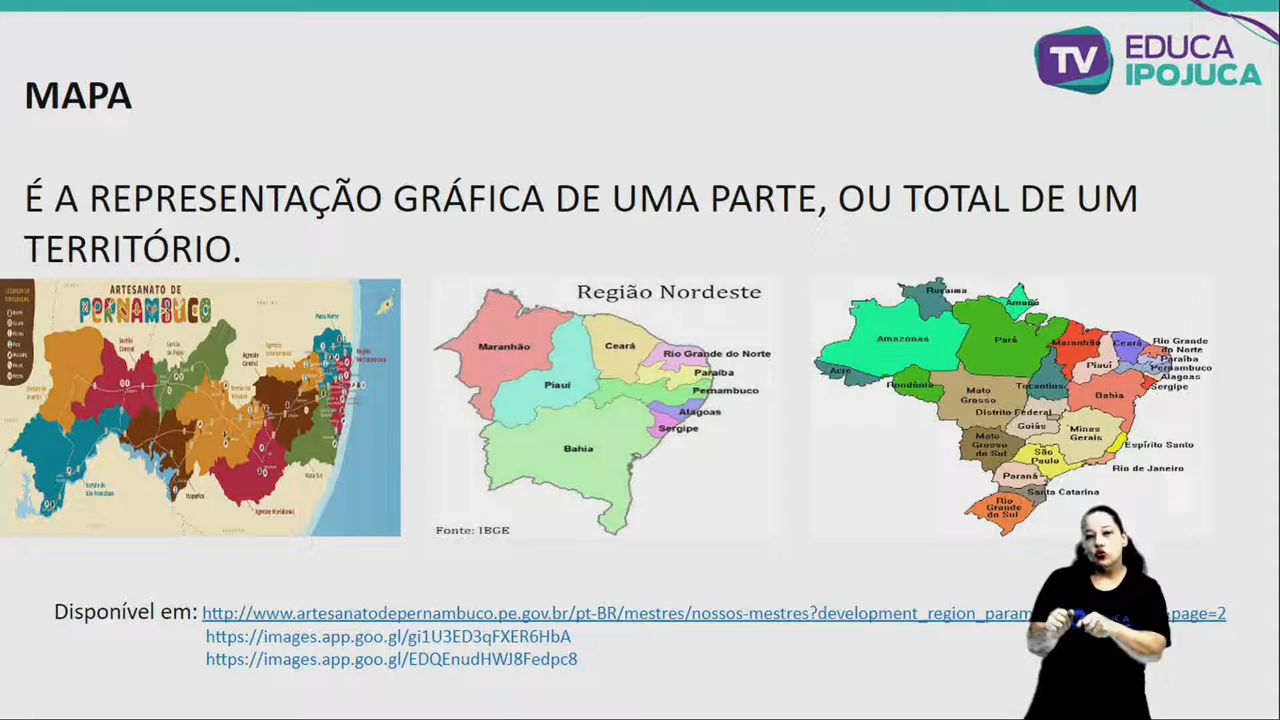 TV EDUCA
IPOJUCA
MAPA
É A REPRESENTAÇÃO GRÁFICA DE UMA PARTE, OU TOTAL DE UM
TERRITÓRIO.
ARTESANATO DE
PERNAMBUCO
Região Nordeste
Maranhão
Ceará
Rio Grande do Norte
Piauí
Paraíba
Pernambuco
Alagoas
Sergipe
Bahia
Fonte: IBGE
Roraima
Amapá
Amazonas
Pará
Maranhão
Ceará
Rio Grande
do Norte
Paraíba
Pernambuco
Alagoas
Sergipe
Piauí
Acre
Rondônia
Tocantins
Mato
Grosso
Bahia
Distrito Federal
Goiás
Minas
Gerais
Mato
Grosso
do Sul
Espírito Santo
São
Paulo
Rio de Janeiro
Paraná
Santa Catarina
Rio
Grande
do Sul
Disponível em: http://www.artesanatodepernambuco.pe.gov.br/pt-BR/mestres/nossos-mestres?development_region_param page=2
https://images.app.goo.gl/gi1U3ED3qFXER6HbA
https://images.app.goo.gl/EDQEnudHWJ8Fedpc8